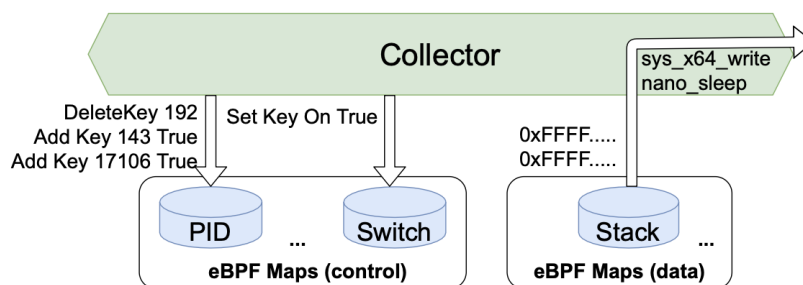 Collector
sys_x64_write
nano_sleep
DeleteKey 192
Add Key 143 True
Add Key 17106 True
Set Key On True
0xFFFF.....
0xFFFF.....
PID
...
Switch
Stack
...
eBPF Maps (control)
eBPF Maps (data)